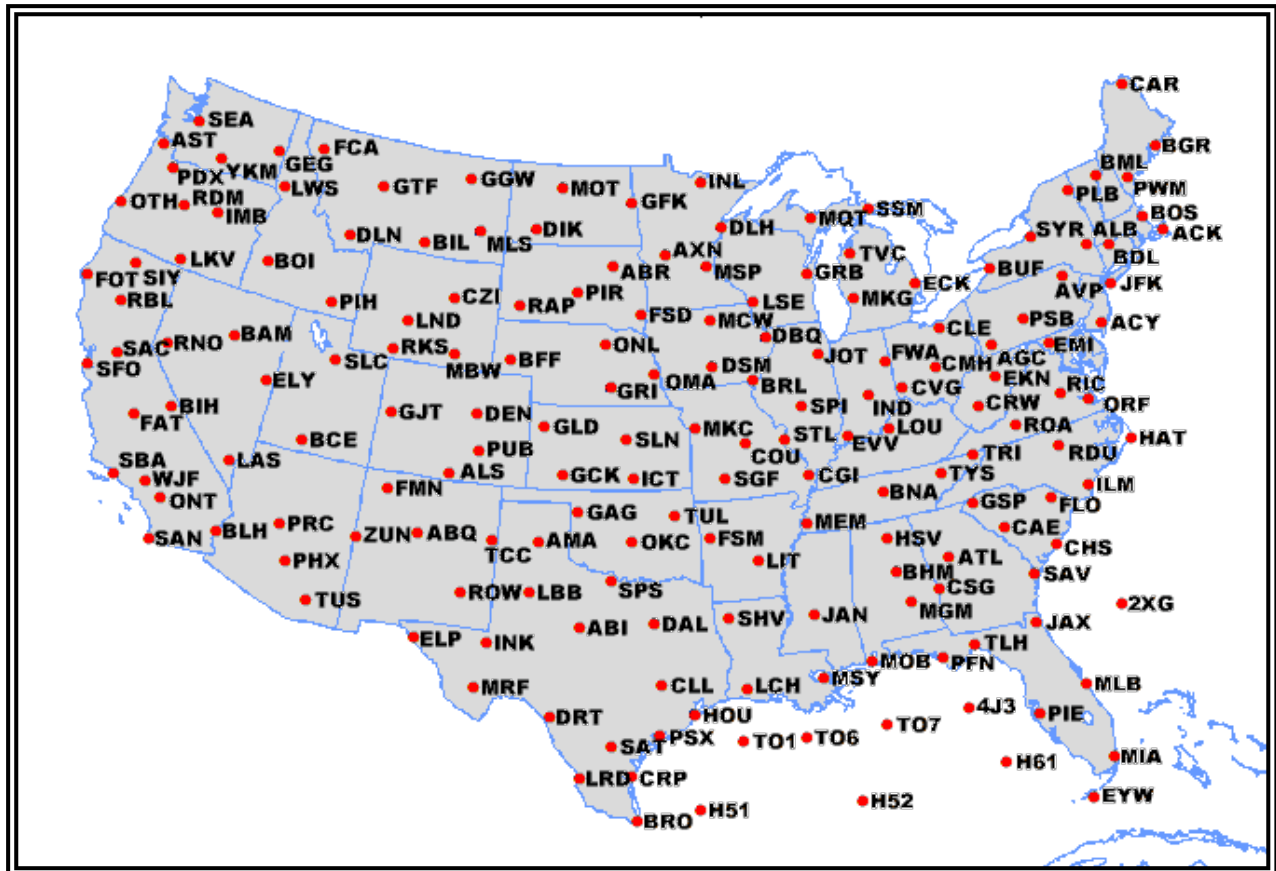 CAR
SEA
AST
FCA
BGR
GEG
YKM
BML
PDX
LWS
GTF
GGW
MOT
INL
PWM
PLB
OTH
RDM
IMB
GFK
SSM
MQT
BOS
DLN
BIL
MLS
DIK
DLH
SYR
ALB
ACK
LKV
BOI
AXN
TVC
BDL
FOT
SIY
ABR
MSP
GRB
BUF
ECK
JFK
RBL
PIH
CZI
RAP
PIR
LSE
MKG
AVP
LND
FSD
MCW
PSB
ACY
BAM
DBQ
CLE
SAC
RNO
RKS
ONL
EMI
SFO
SLC
MBW
BFF
JOT
FWA
CMH
AGC
DSM
ELY
GRI
OMA
BRL
CVG
EKN
RIC
BIH
GJT
DEN
SPI
IND
CRW
ORF
FAT
GLD
MKC
LOU
ROA
BCE
SLN
STL
EVV
HAT
PUB
COU
TRI
RDU
SBA
LAS
ALS
WJF
GCK
ICT
SGF
CGI
TYS
ILM
FMN
ONT
BNA
GSP
FLO
GAG
TUL
PRC
MEM
CAE
SAN
BLH
ZUN
ABQ
TCC
AMA
OKC
FSM
HSV
CHS
PHX
LIT
ATL
BHM
SAV
TUS
ROW
LBB
SPS
CSG
2XG
MGM
ABI
DAL
SHV
JAN
JAX
ELP
INK
TLH
MOB
PFN
MRF
CLL
LCH
MSY
MLB
DRT
HOU
4J3
PIE
TO7
SAT
PSX
TO1
TO6
MIA
H61
LRD
CRP
EYW
H51
H52
BRO